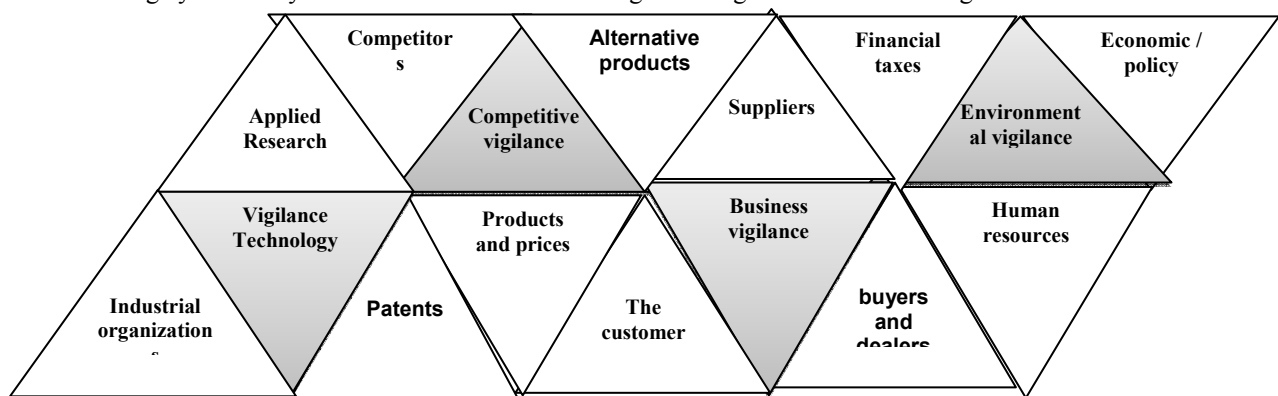 Competitor
s
Alternative
products
Financial
taxes
Economic /
policy
Applied
Research
Competitive
vigilance
Suppliers
Environment
al vigilance
Vigilance
Technology
Products
and prices
Business
vigilance
Human
resources
Industrial
organization
s
Patents
The
customer
buyers
and
dealers